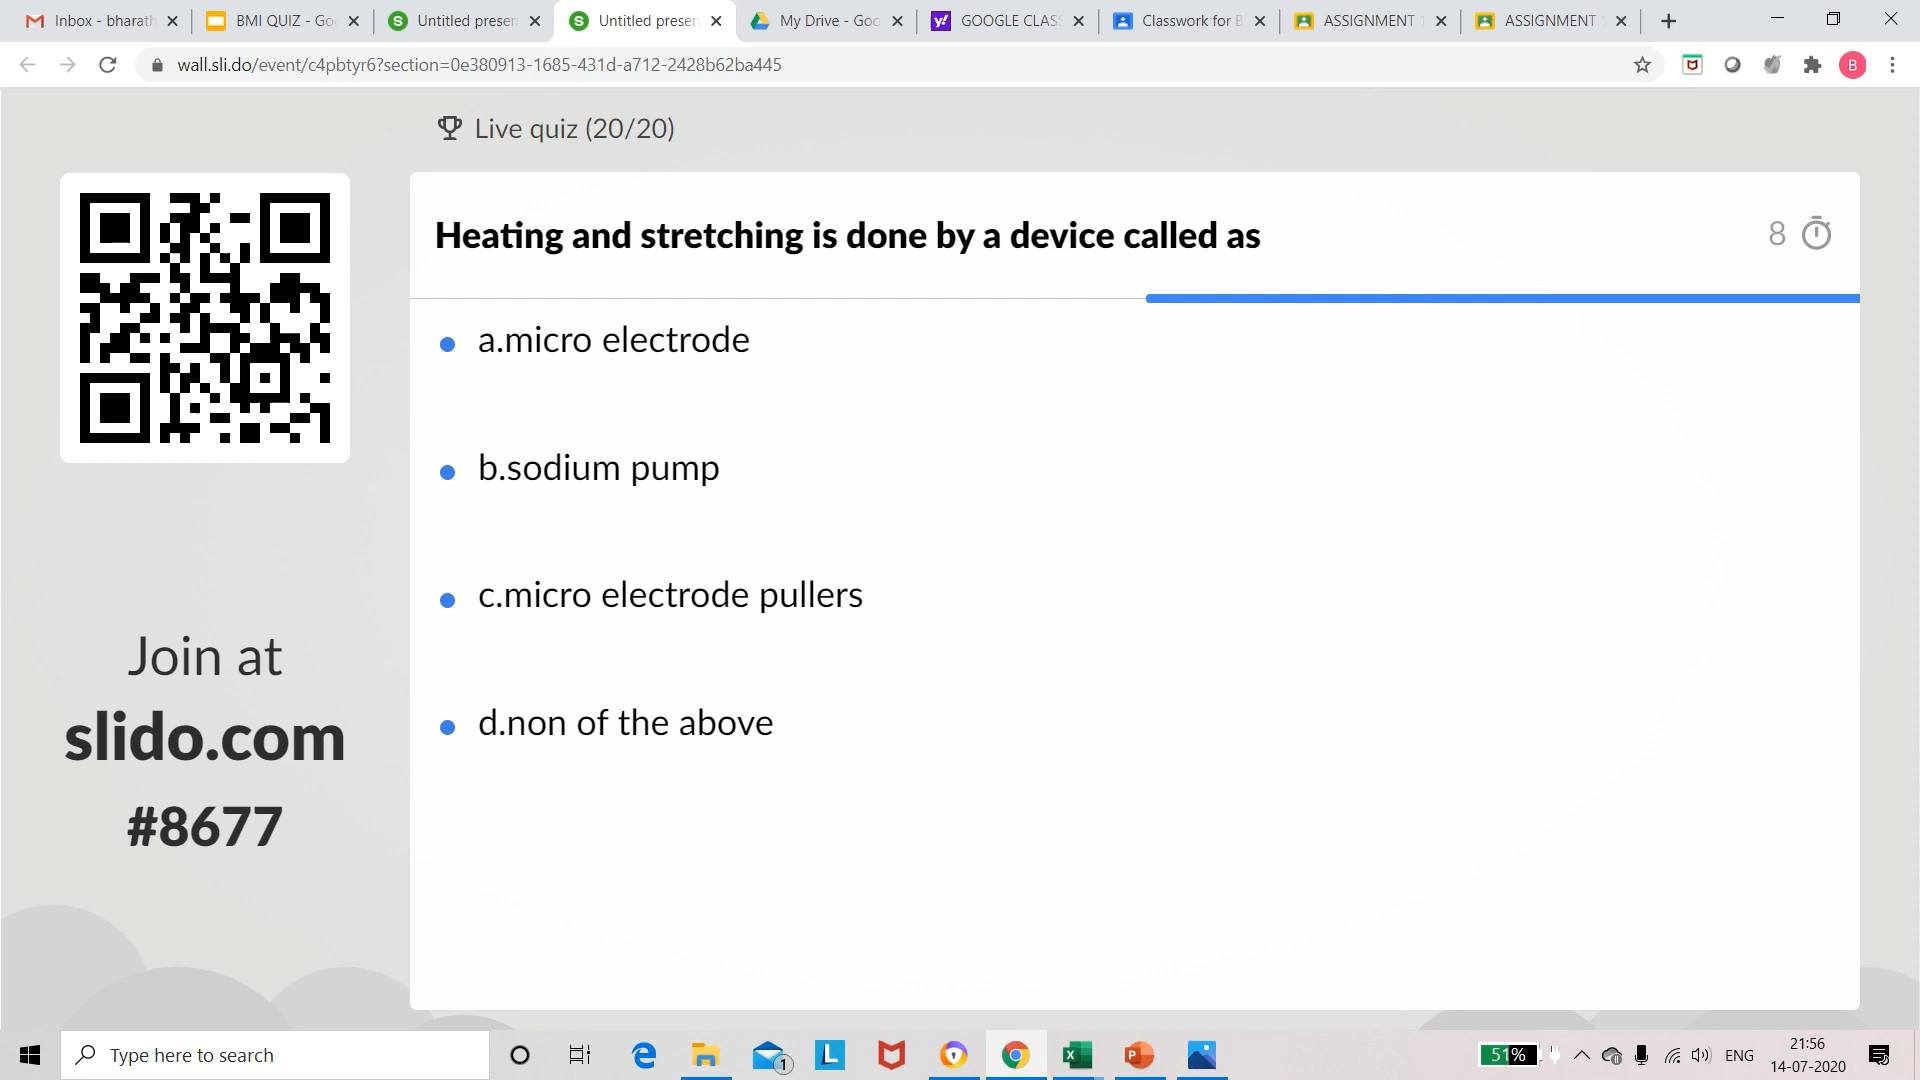 Inbox - bharath
BMI QUIZ - Go
Untitled presen
Untitled presen
My Drive - Goo
GOOGLE CLAS
Classwork for B
ASSIGNMENT 1
ASSIGNMENT
wall.sli.do/event/c4pbtyr6?section=0e380913-1685-431d-a712-2428b62ba445
B
Live quiz (20/20)
Heating and stretching is done by a device called as
8
a.micro electrode
b.sodium pump
c.micro electrode pullers
d.non of the above
Join at
slido.com
#8677
Type here to search
1
51%
ENG
21:56
14-07-2020